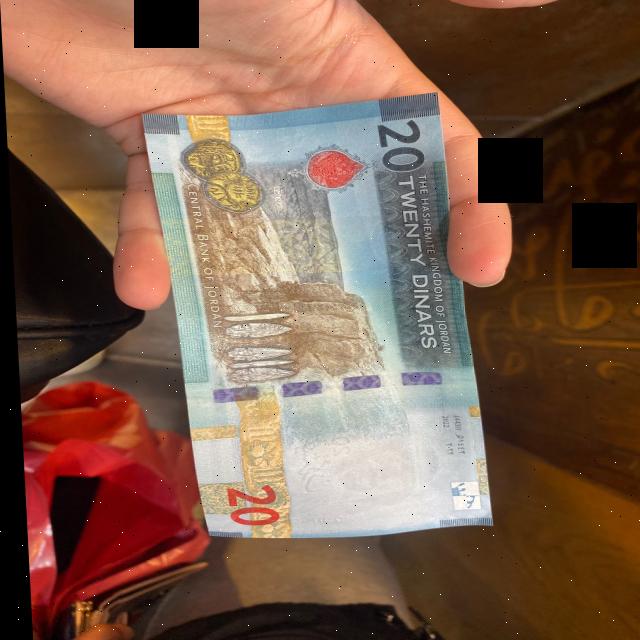 20
THE HASHEMITE KINGDOM OF JORDAN
TWENTY DINARS
CENTRAL BANK OF JORDAN
20